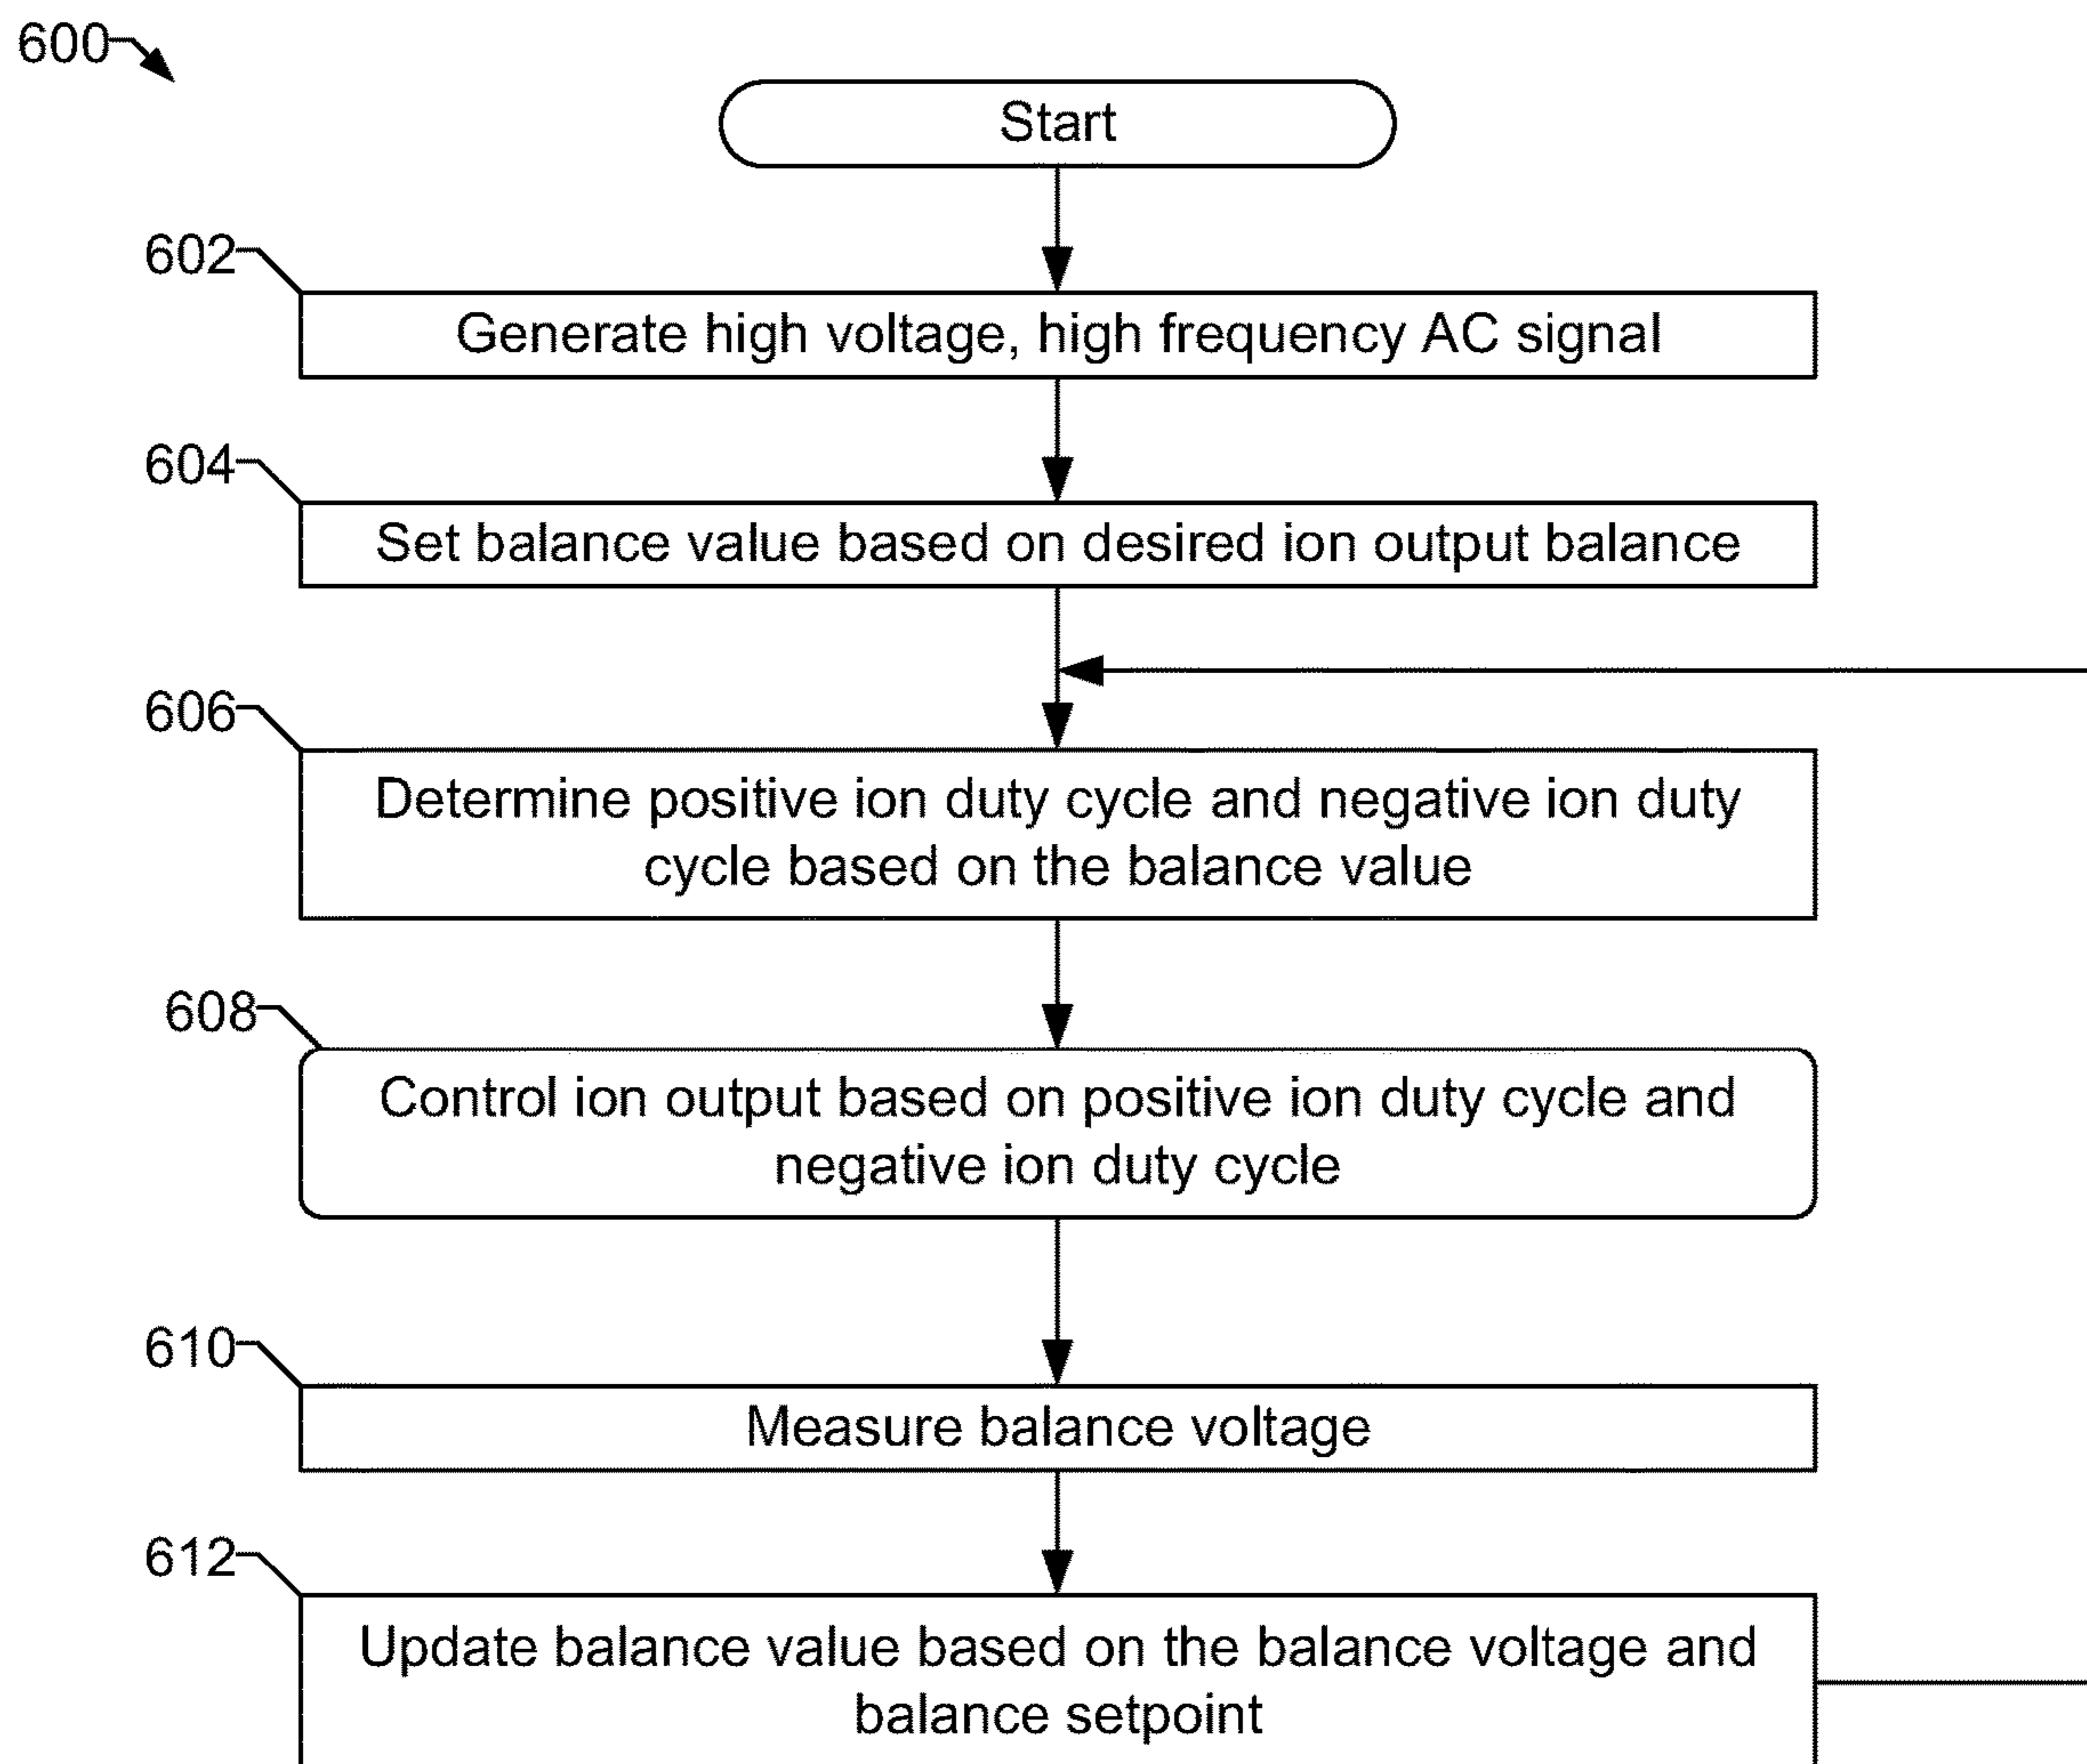 600
Start
602
Generate high voltage, high frequency AC signal
604
Set balance value based on desired ion output balance
606
Determine positive ion duty cycle and negative ion duty
cycle based on the balance value
608
Control ion output based on positive ion duty cycle and
negative ion duty cycle
610
Measure balance voltage
612
Update balance value based on the balance voltage and
balance setpoint